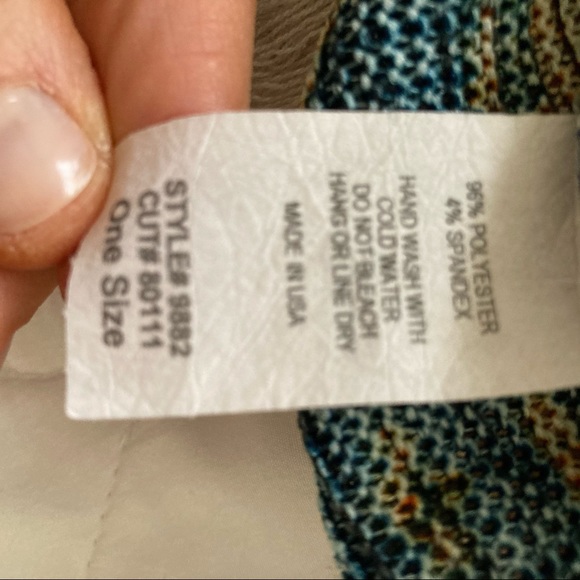 96% POLYESTER
4% SPANDEX
HAND WASH WITH
COLD WATER
DO NOT BLEACH
HANG OR LINE DRY
MADE IN USA
STYLE# 9882
CUT# 80111
One Size